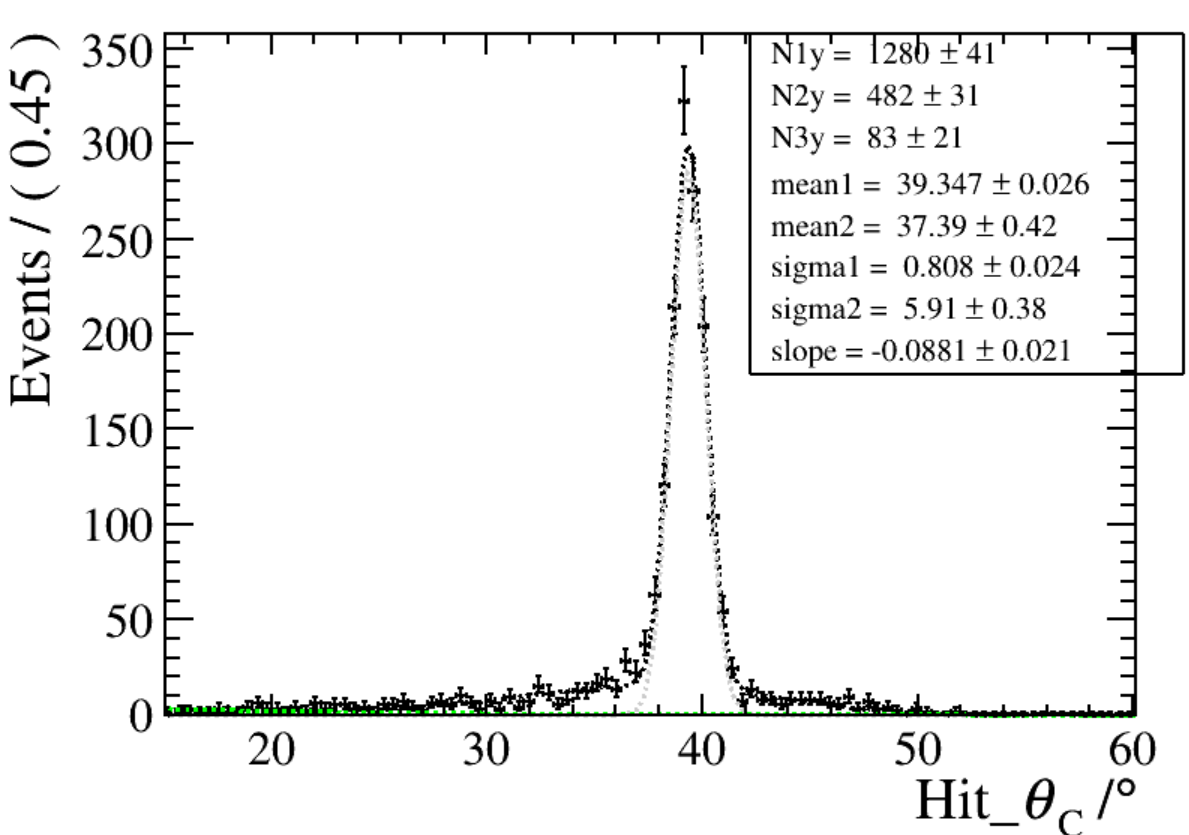 Events / ( 0.45 )
350
300
250
200
150
100
50
0
20
30
40
50
60
Hit_θC /°
N1y = 1280 ± 41
N2y = 482 ± 31
N3y = 83 ± 21
mean1 = 39.347 ± 0.026
mean2 = 37.39 ± 0.42
sigma1 = 0.808 ± 0.024
sigma2 = 5.91 ± 0.38
slope = -0.0881 ± 0.021